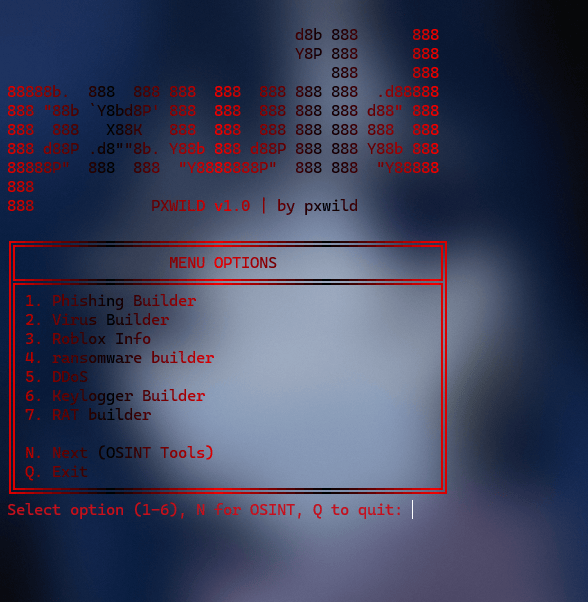 d8b 888      888
                                Y8P 888      888
                                    888      888
88888b.  888  888 888  888  888 888 888  .d88888
888 "88b `Y8bd8P' 888  888  888 888 888 d88" 888
888  888   X88K   888  888  888 888 888 888  888
888 d88P .d8""8b. Y88b 888 d88P 888 888 Y88b 888
88888P"  888  888  "Y8888888P"  888 888  "Y88888
888
888             PXWILD v1.0 | by pxwild
MENU OPTIONS
1. Phishing Builder
2. Virus Builder
3. Roblox Info
4. ransomware builder
5. DDoS
6. Keylogger Builder
7. RAT builder
N. Next (OSINT Tools)
Q. Exit
Select option (1-6), N for OSINT, Q to quit: